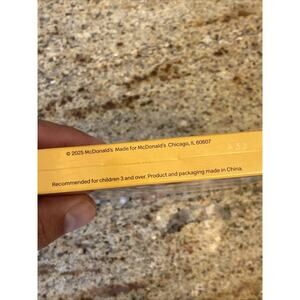 © 2025 McDonald's Made for McDonald's Chicago, IL 60607
Recommended for children 3 and over. Product and packaging made in China.